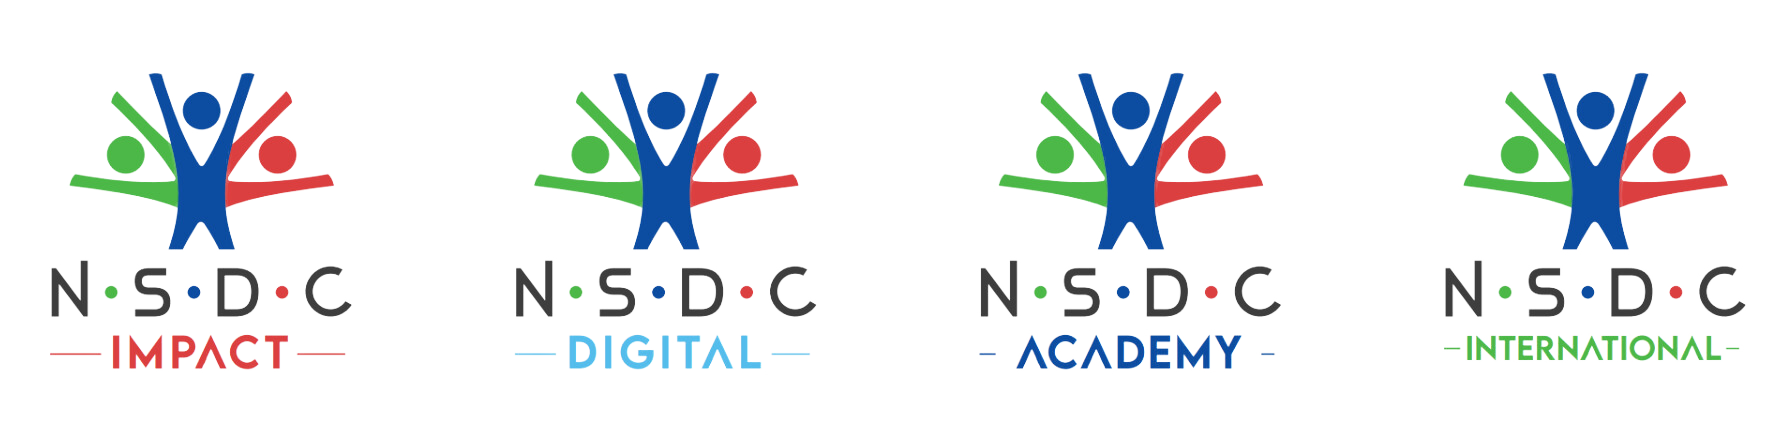 N·S·D·C
IMPACT
N·S·D·C
DIGITAL
N·S·D·C
ACADEMY
N·S·D·C
INTERNATIONAL